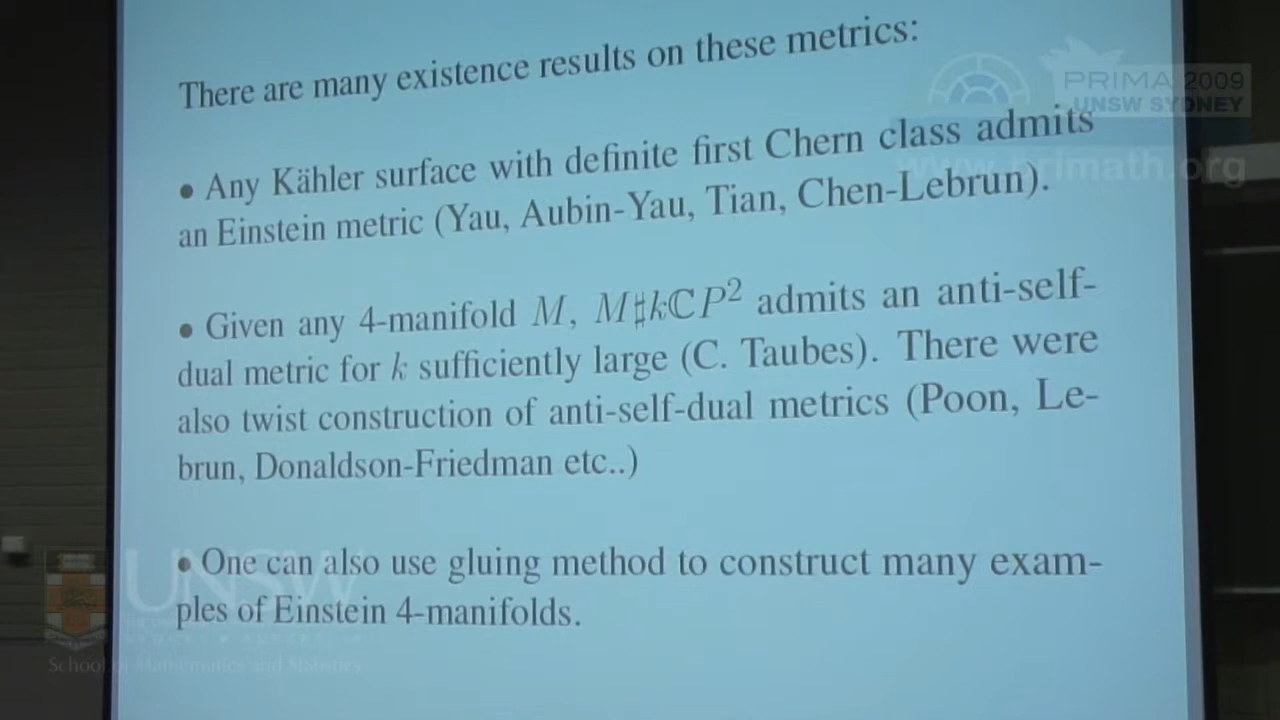 There are many existence results on these metrics:
PRIMA 2009
UNSW SYDNEY
www.primath.org
• Any Kähler surface with definite first Chern class admits
an Einstein metric (Yau, Aubin-Yau, Tian, Chen-Lebrun).
• Given any 4-manifold M, M♯kℂP² admits an anti-self-
dual metric for k sufficiently large (C. Taubes). There were
also twist construction of anti-self-dual metrics (Poon, Le-
brun, Donaldson-Friedman etc..)
• One can also use gluing method to construct many exam-
ples of Einstein 4-manifolds.
UNSW
School of Mathematics and Statistics